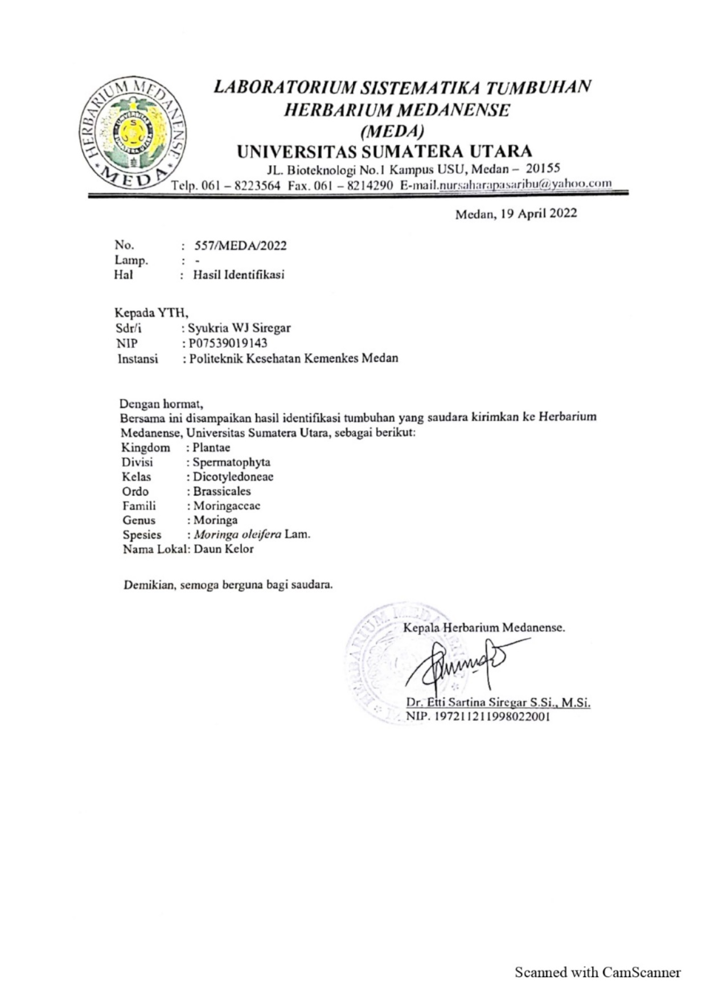 HERBARIUM MEDANENSE
* MEDA *
UNIVERSITAS
SUMATERA UTARA
LABORATORIUM SISTEMATIKA TUMBUHAN
HERBARIUM MEDANENSE
(MEDA)
UNIVERSITAS SUMATERA UTARA
JL. Bioteknologi No.1 Kampus USU, Medan – 20155
Telp. 061 – 8223564 Fax. 061 – 8214290 E-mail.nursaharapasaribu@yahoo.com
Medan, 19 April 2022
No. : 557/MEDA/2022
Lamp. : -
Hal : Hasil Identifikasi
Kepada YTH,
Sdr/i : Syukria WJ Siregar
NIP : P07539019143
Instansi : Politeknik Kesehatan Kemenkes Medan
Dengan hormat,
Bersama ini disampaikan hasil identifikasi tumbuhan yang saudara kirimkan ke Herbarium
Medanense, Universitas Sumatera Utara, sebagai berikut:
Kingdom : Plantae
Divisi : Spermatophyta
Kelas : Dicotyledoneae
Ordo : Brassicales
Famili : Moringaceae
Genus : Moringa
Spesies : Moringa oleifera Lam.
Nama Lokal: Daun Kelor
Demikian, semoga berguna bagi saudara.
Kepala Herbarium Medanense.
Dr. Etti Sartina Siregar S.Si., M.Si.
NIP. 197211211998022001
Scanned with CamScanner